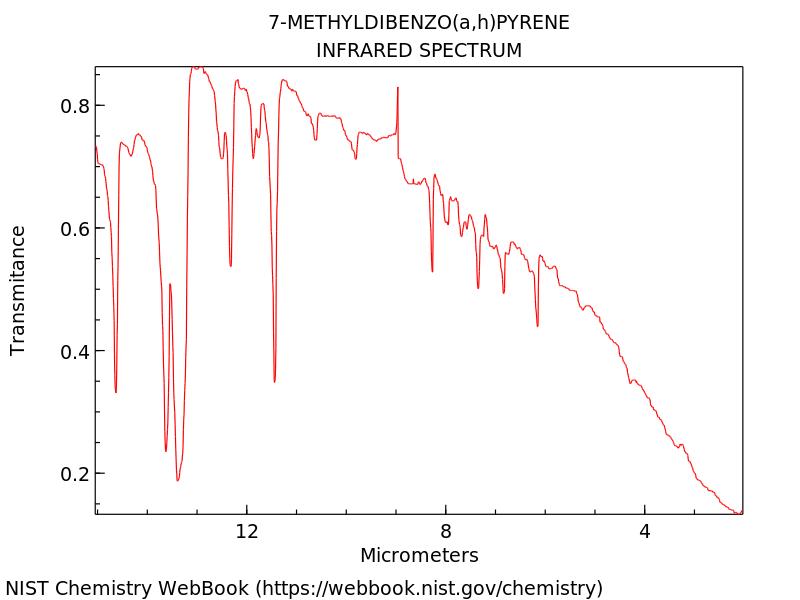 7-METHYLDIBENZO(a,h)PYRENE
INFRARED SPECTRUM
0.8
0.6
0.4
0.2
Transmitance
12
8
4
Micrometers
NIST Chemistry WebBook (https://webbook.nist.gov/chemistry)